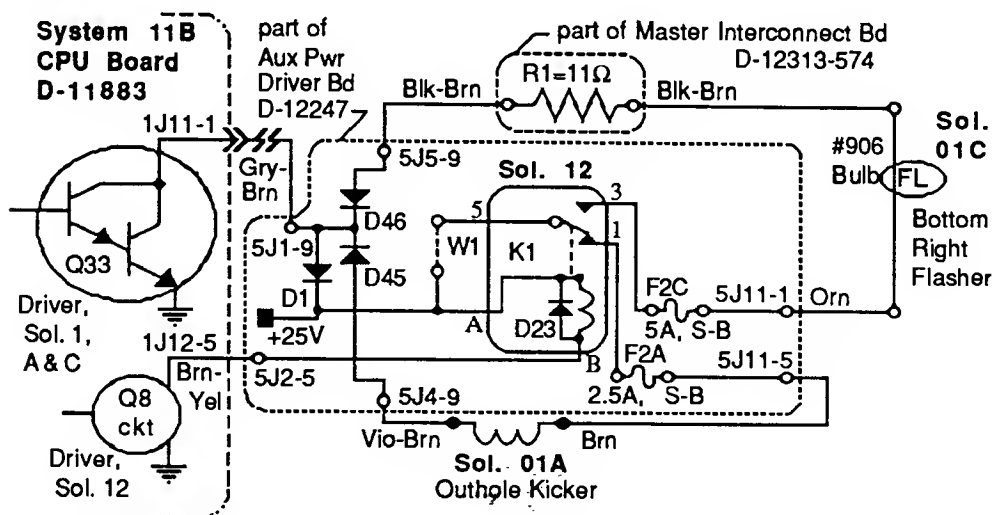 System 11B
CPU Board
D-11883
part of
Aux Pwr
Driver Bd
D-12247
part of Master Interconnect Bd
D-12313-574
R1=11Ω
Blk-Brn
Blk-Brn
1J11-1
Gry-
Brn
5J5-9
Sol. 12
#906
Bulb
FL
Sol.
01C
Bottom
Right
Flasher
D46
5J1-9
D45
W1
5
K1
3
1
Q33
Driver,
Sol. 1,
A & C
D1
+25V
A
D23
B
F2C
5A, S-B
5J11-1
Orn
1J12-5
Brn-
Yel
5J2-5
F2A
2.5A, S-B
5J11-5
Q8
ckt
Driver,
Sol. 12
5J4-9
Vio-Brn
Brn
Sol. 01A
Outhole Kicker